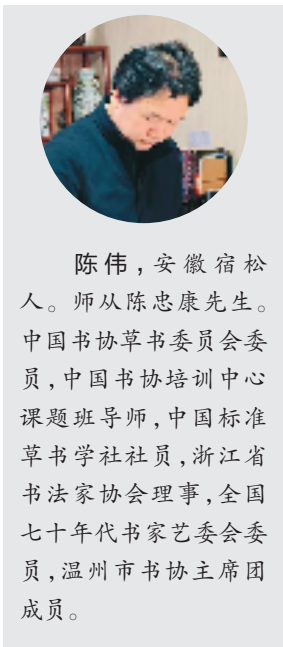 陈伟,安徽宿松
人。师从陈忠康先生。
中国书协草书委员会委
员,中国书协培训中心
课题班导师,中国标准
草书学社社员,浙江省
书法家协会理事,全国
七十年代书家艺委会委
员,温州市书协主席团
成员。